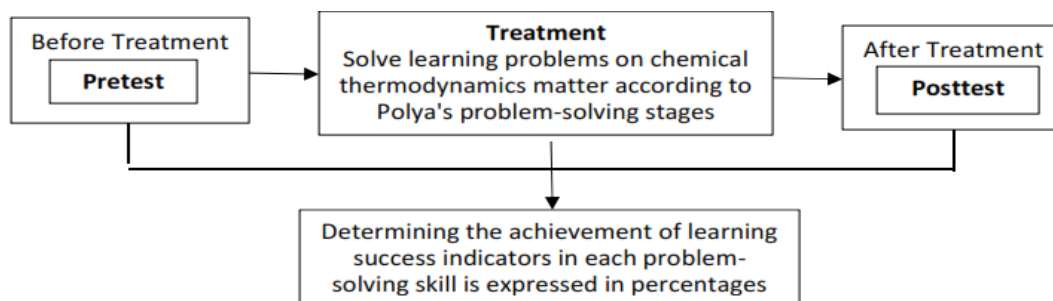 Before Treatment
Pretest
Treatment
Solve learning problems on chemical
thermodynamics matter according to
Polya's problem-solving stages
After Treatment
Posttest
Determining the achievement of learning
success indicators in each problem-
solving skill is expressed in percentages